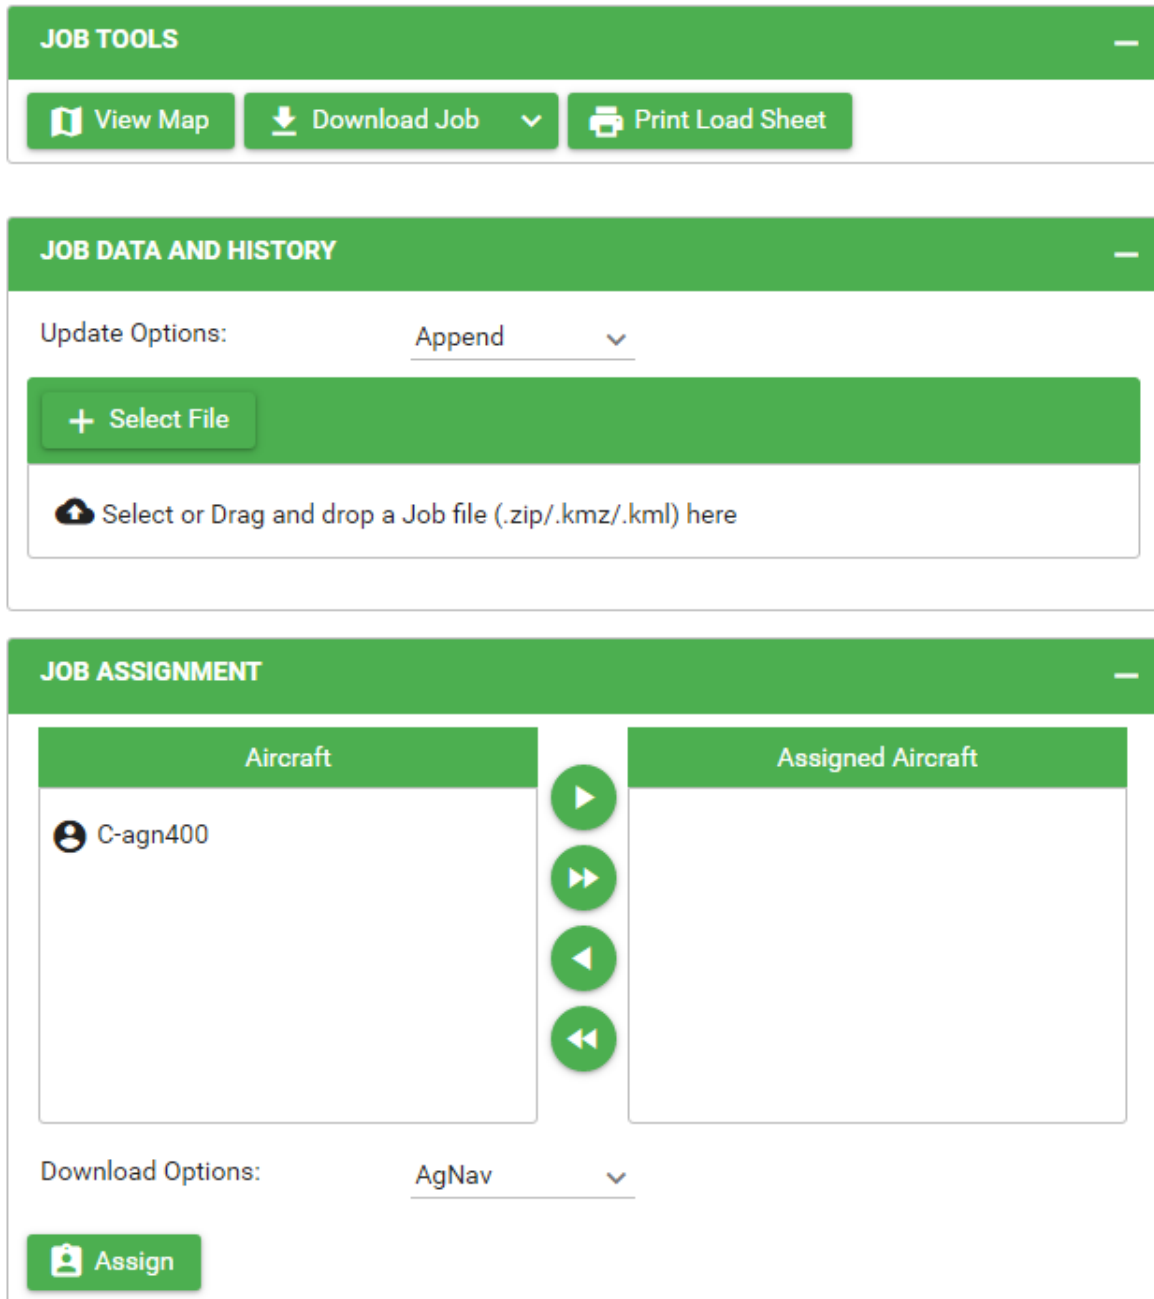 JOB TOOLS
View Map Download Job Print Load Sheet
JOB DATA AND HISTORY
Update Options: Append
Select File
Select or Drag and drop a Job file (.zip/.kmz/.kml) here
JOB ASSIGNMENT
Aircraft Assigned Aircraft
C-agn400
Download Options: AgNav
Assign